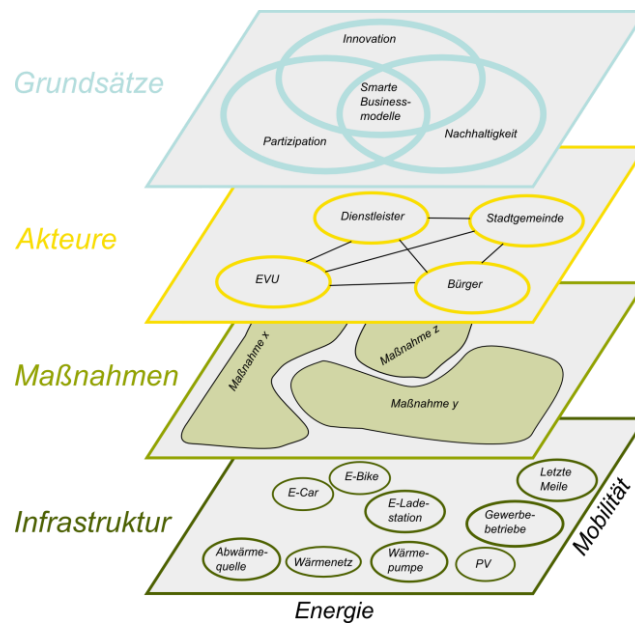 Grundsätze
Innovation
Smarte
Business-
modelle
Partizipation
Nachhaltigkeit
Akteure
Dienstleister
Stadtgemeinde
EVU
Bürger
Maßnahmen
Maßnahme x
Maßnahme z
Maßnahme y
Infrastruktur
E-Bike
E-Car
Letzte
Meile
E-Lade-
station
Gewerbe-
betriebe
Abwärme-
quelle
Wärmenetz
Wärme-
pumpe
PV
Mobilität
Energie